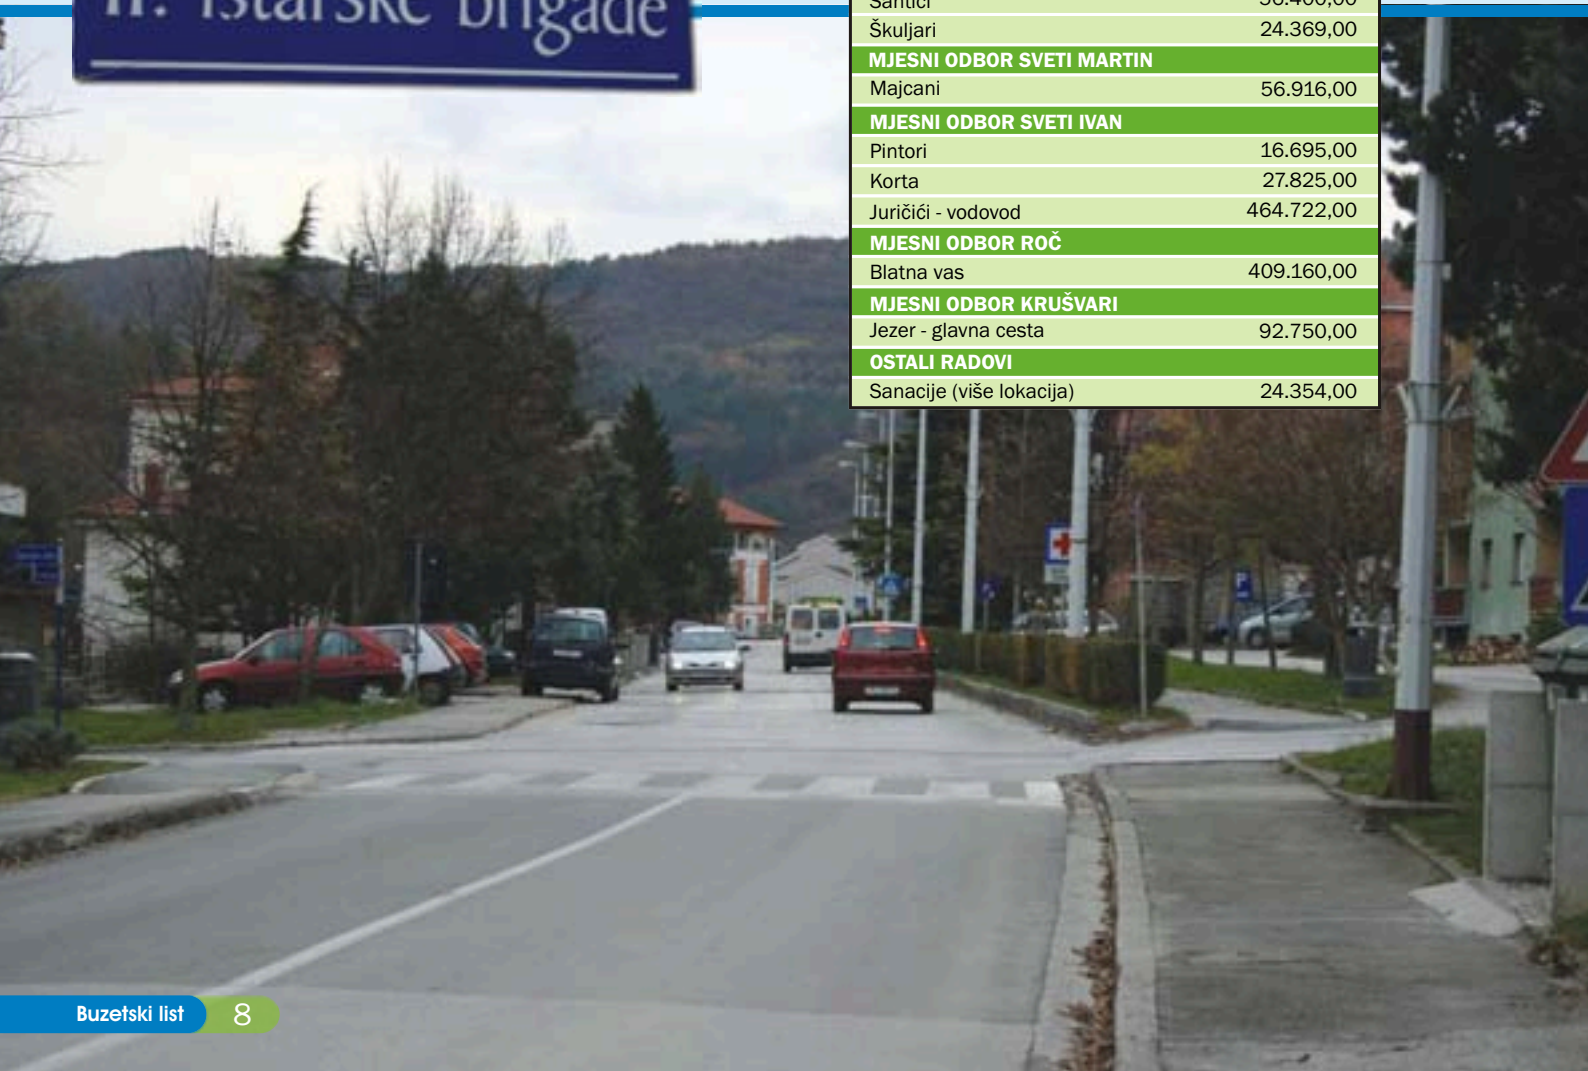 II. istarske brigade
Škuljari 24.369,00
MJESNI ODBOR SVETI MARTIN
Majcani 56.916,00
MJESNI ODBOR SVETI IVAN
Pintori 16.695,00
Korta 27.825,00
Juričići - vodovod 464.722,00
MJESNI ODBOR ROČ
Blatna vas 409.160,00
MJESNI ODBOR KRUŠVARI
Jezer - glavna cesta 92.750,00
OSTALI RADOVI
Sanacije (više lokacija) 24.354,00
P
Buzetski list 8